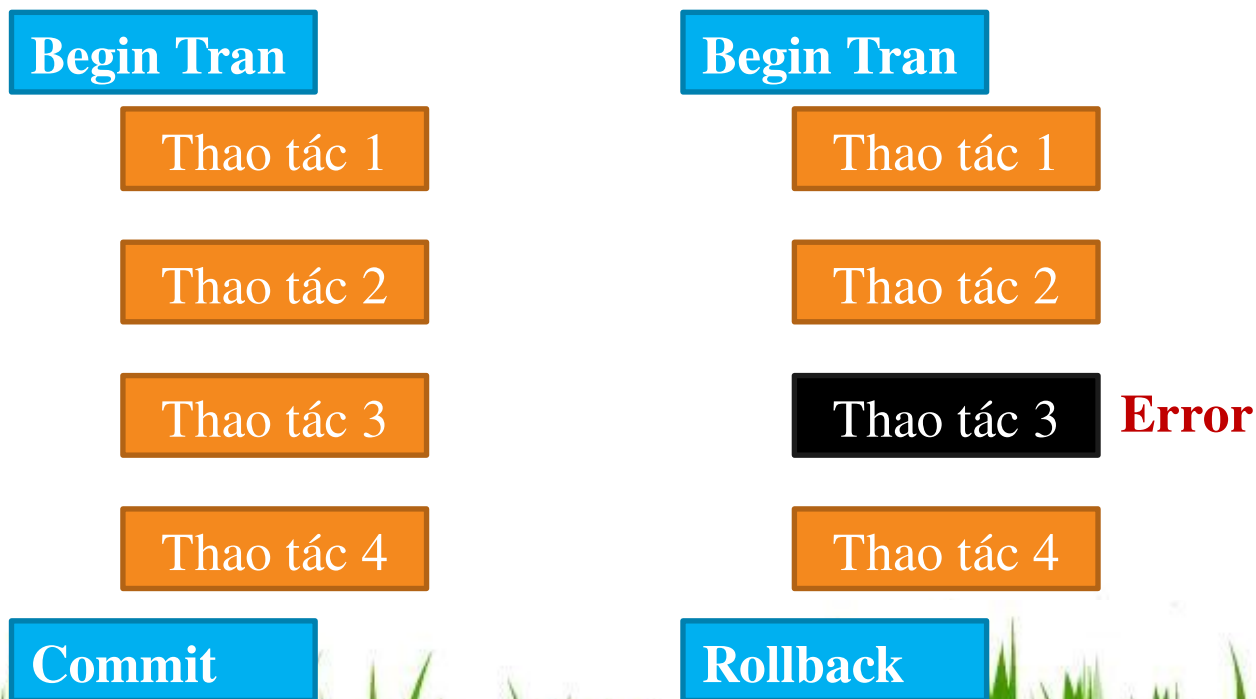 Begin Tran
Thao tác 1
Thao tác 2
Thao tác 3
Thao tác 4
Commit
Begin Tran
Thao tác 1
Thao tác 2
Thao tác 3
Error
Thao tác 4
Rollback